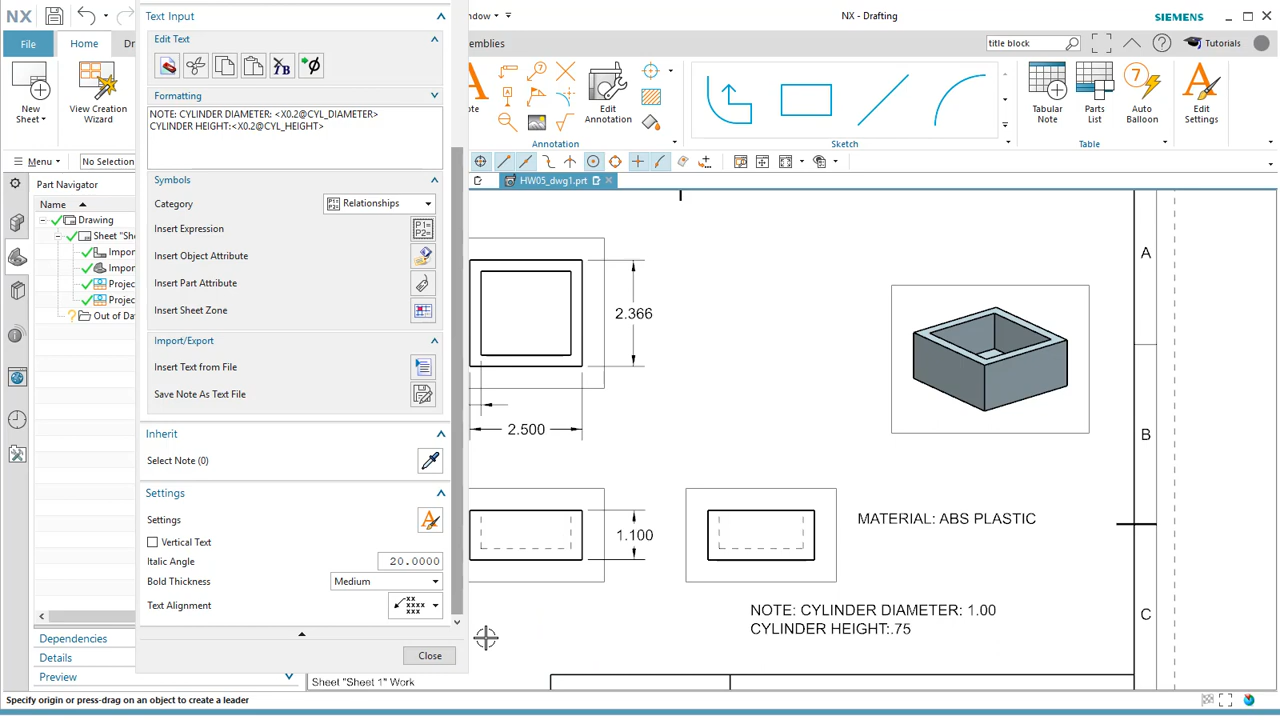 NX
ndow
NX - Drafting
SIEMENS
File
Home
Dr
emblies
title block
Tutorials
New
Sheet
View Creation
Wizard
Text Input
Edit Text
Formatting
NOTE: CYLINDER DIAMETER: <X0.2@CYL_DIAMETER>
CYLINDER HEIGHT:<X0.2@CYL_HEIGHT>
Symbols
Category
Relationships
Insert Expression
P1=
P2=
Insert Object Attribute
Insert Part Attribute
Insert Sheet Zone
Import/Export
Insert Text from File
Save Note As Text File
Inherit
Select Note (0)
Settings
Settings
Vertical Text
Italic Angle
20.0000
Bold Thickness
Medium
Text Alignment
Close
ote
Edit
Annotation
Annotation
Sketch
Tabular
Note
Parts
List
Auto
Balloon
Edit
Settings
Table
Menu
No Selection
Part Navigator
Name
Drawing
Sheet "She
Impor
Impor
Projec
Projec
Out of Dat
Dependencies
Details
Preview
HW05_dwg1.prt
A
B
C
2.366
2.500
1.100
MATERIAL: ABS PLASTIC
NOTE: CYLINDER DIAMETER: 1.00
CYLINDER HEIGHT:.75
Sheet "Sheet 1" Work
Specify origin or press-drag on an object to create a leader